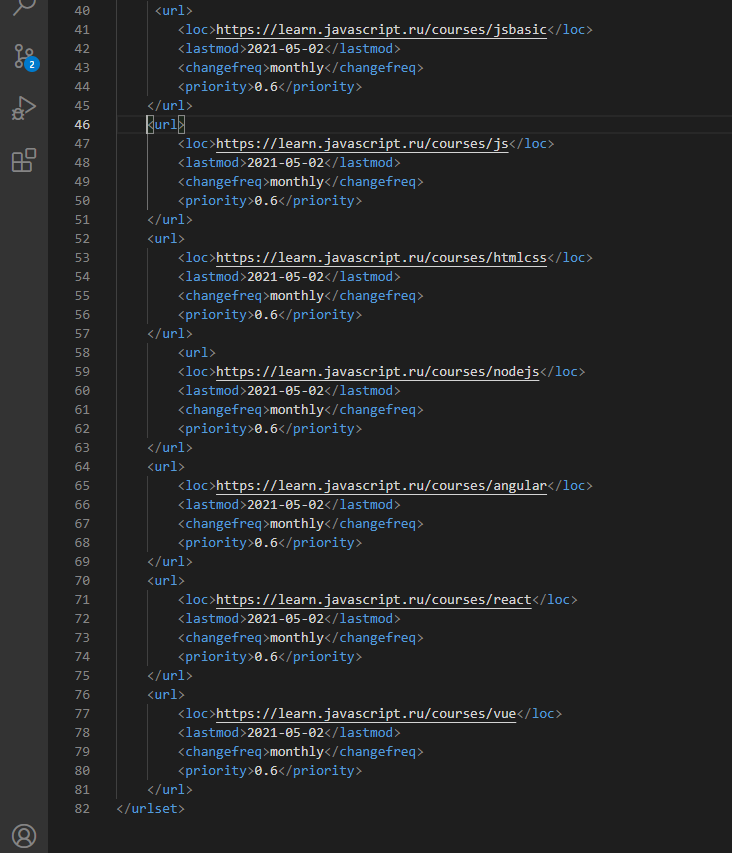 2
40 <url>
41 <loc>https://learn.javascript.ru/courses/jsbasic</loc>
42 <lastmod>2021-05-02</lastmod>
43 <changefreq>monthly</changefreq>
44 <priority>0.6</priority>
45 </url>
46 <url>
47 <loc>https://learn.javascript.ru/courses/js</loc>
48 <lastmod>2021-05-02</lastmod>
49 <changefreq>monthly</changefreq>
50 <priority>0.6</priority>
51 </url>
52 <url>
53 <loc>https://learn.javascript.ru/courses/htmlcss</loc>
54 <lastmod>2021-05-02</lastmod>
55 <changefreq>monthly</changefreq>
56 <priority>0.6</priority>
57 </url>
58 <url>
59 <loc>https://learn.javascript.ru/courses/nodejs</loc>
60 <lastmod>2021-05-02</lastmod>
61 <changefreq>monthly</changefreq>
62 <priority>0.6</priority>
63 </url>
64 <url>
65 <loc>https://learn.javascript.ru/courses/angular</loc>
66 <lastmod>2021-05-02</lastmod>
67 <changefreq>monthly</changefreq>
68 <priority>0.6</priority>
69 </url>
70 <url>
71 <loc>https://learn.javascript.ru/courses/react</loc>
72 <lastmod>2021-05-02</lastmod>
73 <changefreq>monthly</changefreq>
74 <priority>0.6</priority>
75 </url>
76 <url>
77 <loc>https://learn.javascript.ru/courses/vue</loc>
78 <lastmod>2021-05-02</lastmod>
79 <changefreq>monthly</changefreq>
80 <priority>0.6</priority>
81 </url>
82 </urlset>